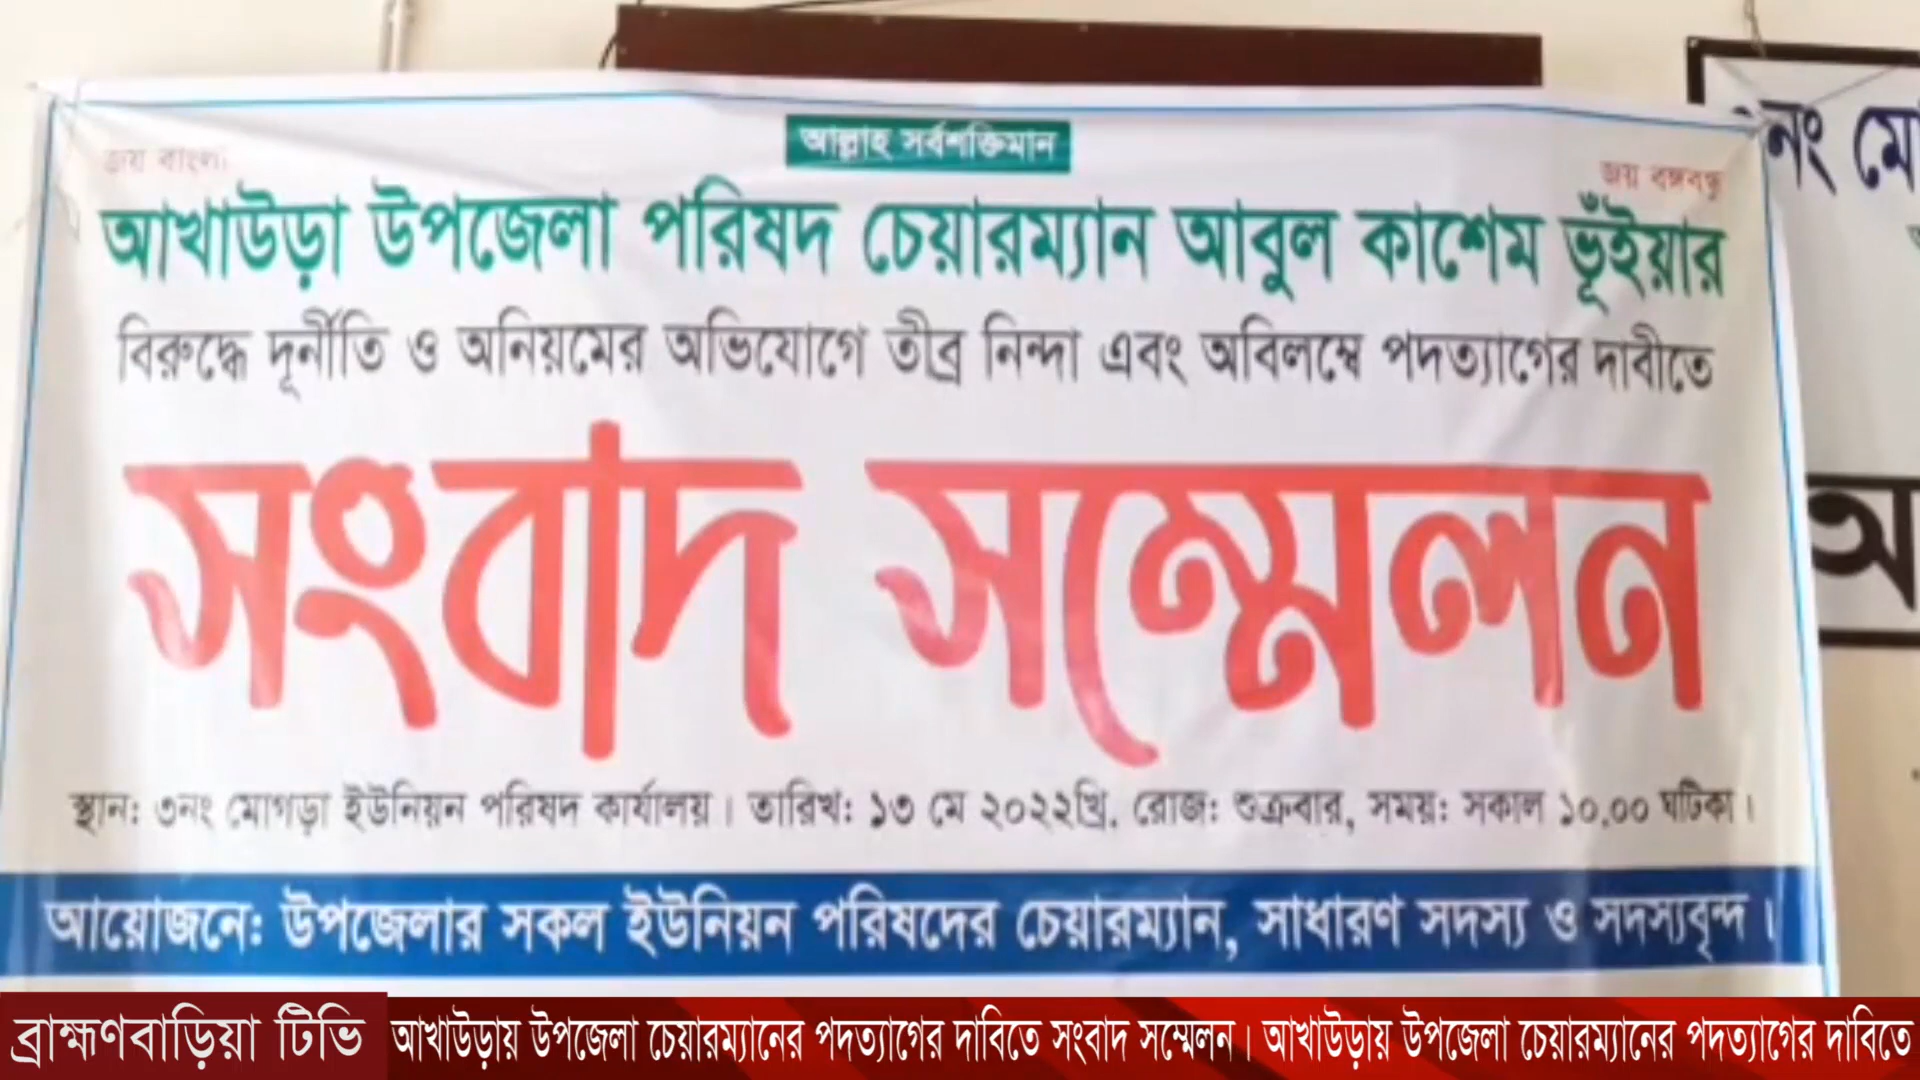 আল্লাহ সর্বশক্তিমান
জয় বাংলা
জয় বঙ্গবন্ধু
আখাউড়া উপজেলা পরিষদ চেয়ারম্যান আবুল কাশেম ভূঁইয়ার
বিরুদ্ধে দূর্নীতি ও অনিয়মের অভিযোগে তীব্র নিন্দা এবং অবিলম্বে পদত্যাগের দাবীতে
সংবাদ সম্মেলন
স্থান: ৩নং মোগড়া ইউনিয়ন পরিষদ কার্যালয়। তারিখ: ১৩ মে ২০২২খ্রি. রোজ: শুক্রবার, সময়: সকাল ১০.০০ ঘটিকা।
আয়োজনে: উপজেলার সকল ইউনিয়ন পরিষদের চেয়ারম্যান, সাধারণ সদস্য ও সদস্যবৃন্দ।
নং মো
অ
ব্রাহ্মণবাড়িয়া টিভি
আখাউড়ায় উপজেলা চেয়ারম্যানের পদত্যাগের দাবিতে সংবাদ সম্মেলন। আখাউড়ায় উপজেলা চেয়ারম্যানের পদত্যাগের দাবিতে